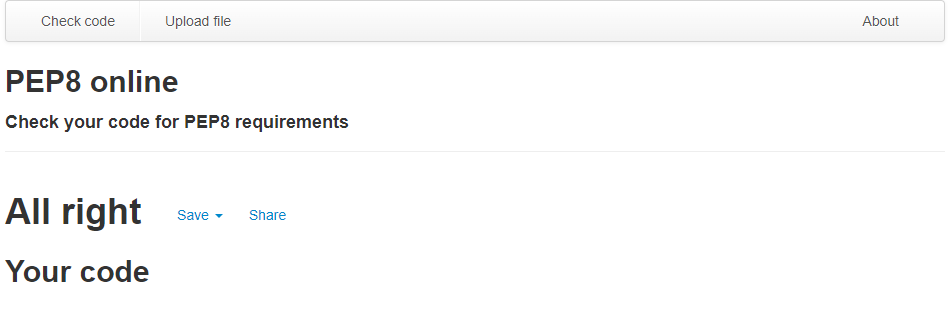 Check code Upload file About
PEP8 online
Check your code for PEP8 requirements
All right Save Share
Your code